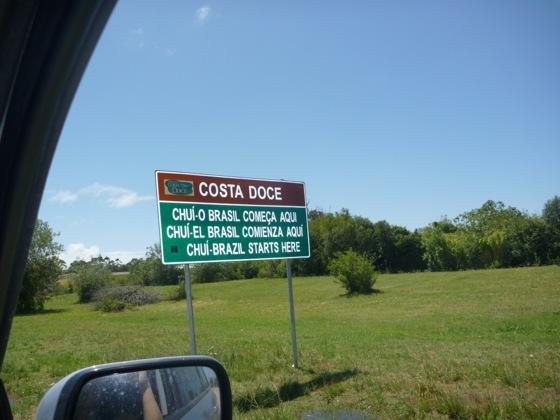 COSTA DOCE
CHUÍ-O BRASIL COMEÇA AQUI
CHUÍ-EL BRASIL COMIENZA AQUÍ
CHUÍ-BRAZIL STARTS HERE